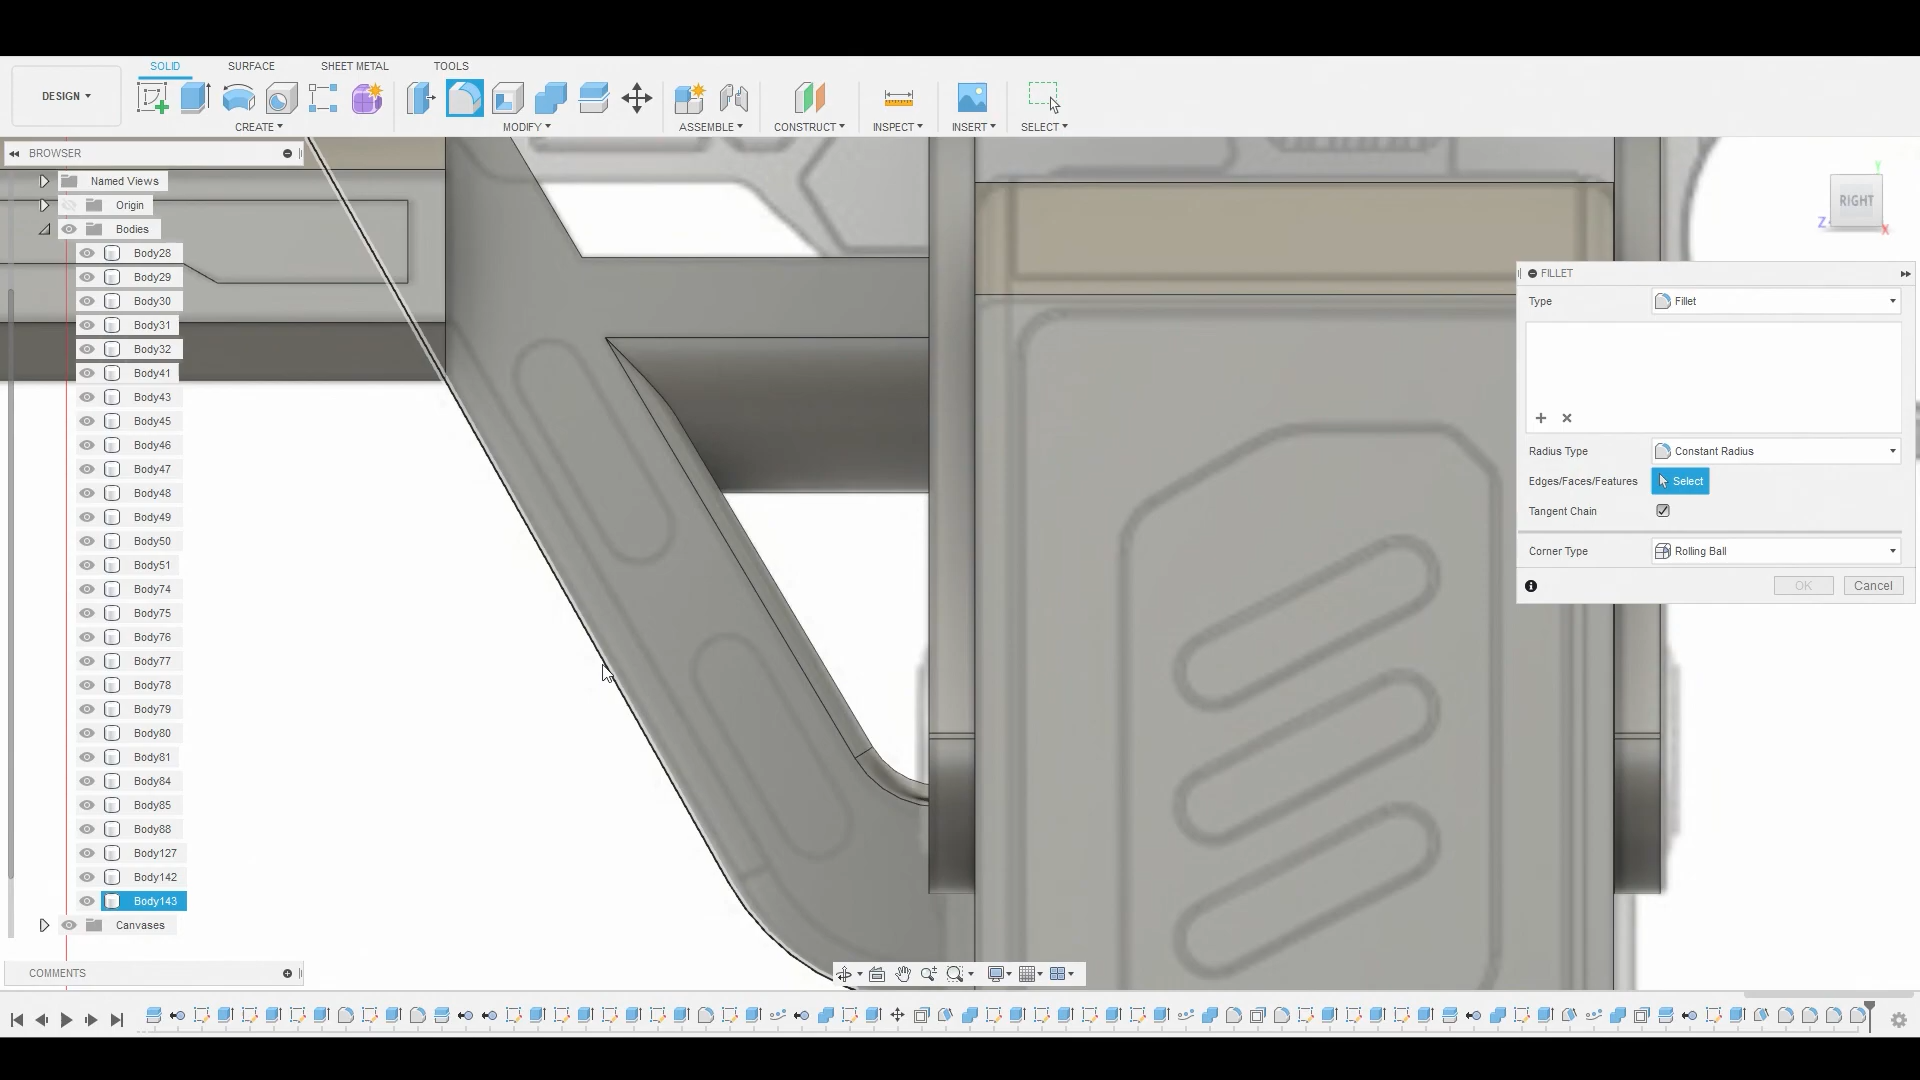 SOLID SURFACE SHEET METAL TOOLS
DESIGN
CREATE MODIFY ASSEMBLE CONSTRUCT INSPECT INSERT SELECT
BROWSER
Named Views
Origin
Bodies
Body28
Body29
Body30
Body31
Body32
Body41
Body43
Body45
Body46
Body47
Body48
Body49
Body50
Body51
Body74
Body75
Body76
Body77
Body78
Body79
Body80
Body81
Body84
Body85
Body88
Body127
Body142
Body143
Canvases
COMMENTS
Y
RIGHT
Z
X
FILLET
Type Fillet
Radius Type Constant Radius
Edges/Faces/Features Select
Tangent Chain
Corner Type Rolling Ball
OK Cancel